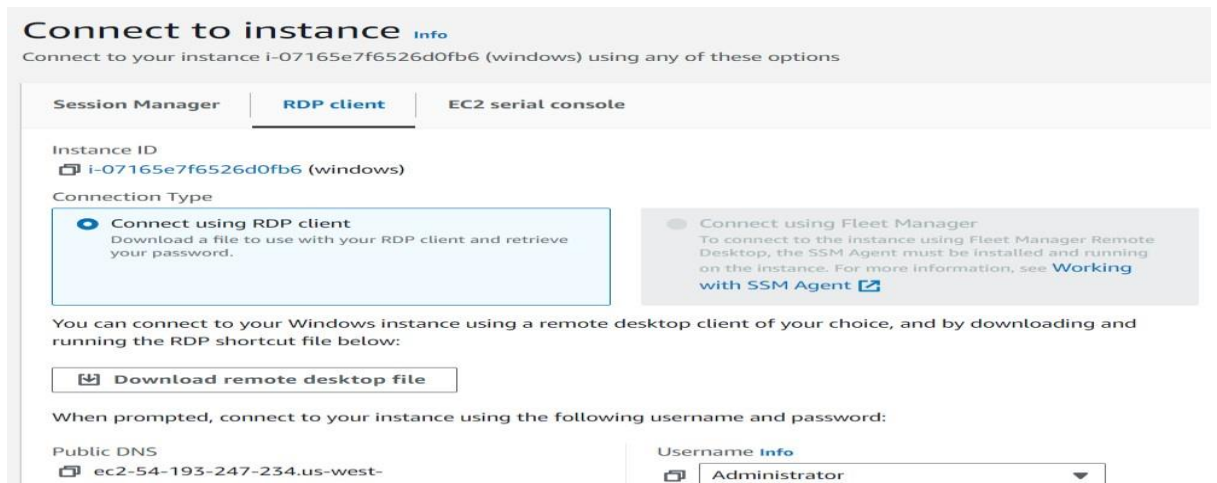 Connect to instance Info
Connect to your instance i-07165e7f6526d0fb6 (windows) using any of these options
Session Manager RDP client EC2 serial console
Instance ID
i-07165e7f6526d0fb6 (windows)
Connection Type
Connect using RDP client
Download a file to use with your RDP client and retrieve
your password.
Connect using Fleet Manager
To connect to the instance using Fleet Manager Remote
Desktop, the SSM Agent must be installed and running
on the instance. For more information, see Working
with SSM Agent
You can connect to your Windows instance using a remote desktop client of your choice, and by downloading and
running the RDP shortcut file below:
Download remote desktop file
When prompted, connect to your instance using the following username and password:
Public DNS
ec2-54-193-247-234.us-west-
Username Info
Administrator